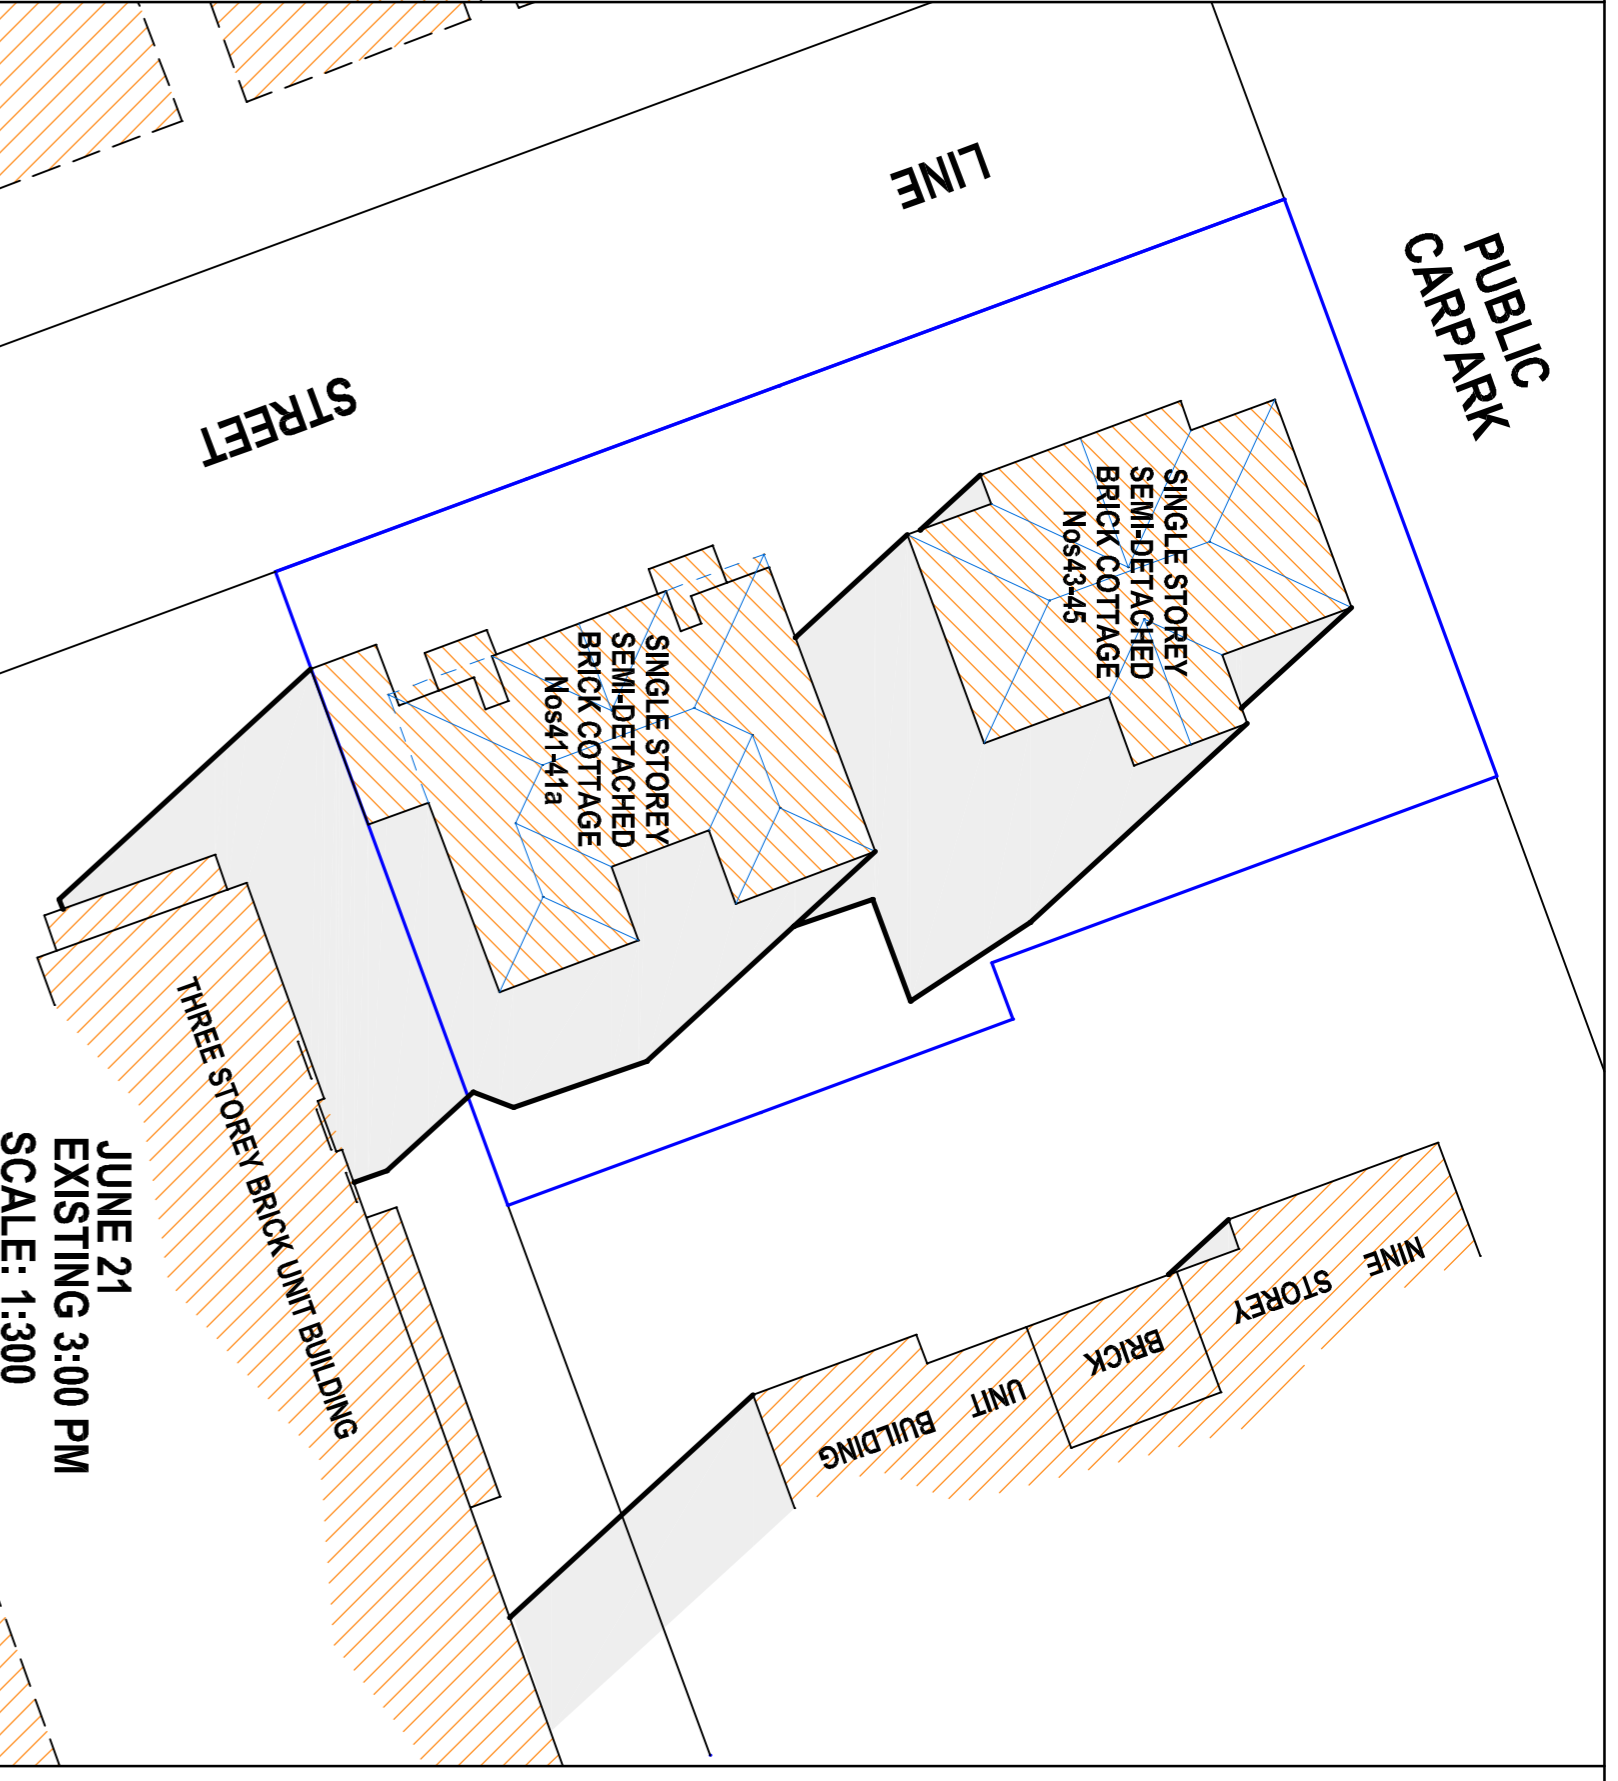 PUBLIC
CARPARK
LINE
STREET
SINGLE STOREY
SEMI-DETACHED
BRICK COTTAGE
Nos43-45
SINGLE STOREY
SEMI-DETACHED
BRICK COTTAGE
Nos41-41a
NINE STOREY BRICK UNIT BUILDING
THREE STOREY BRICK UNIT BUILDING
JUNE 21
EXISTING 3:00 PM
SCALE: 1:300